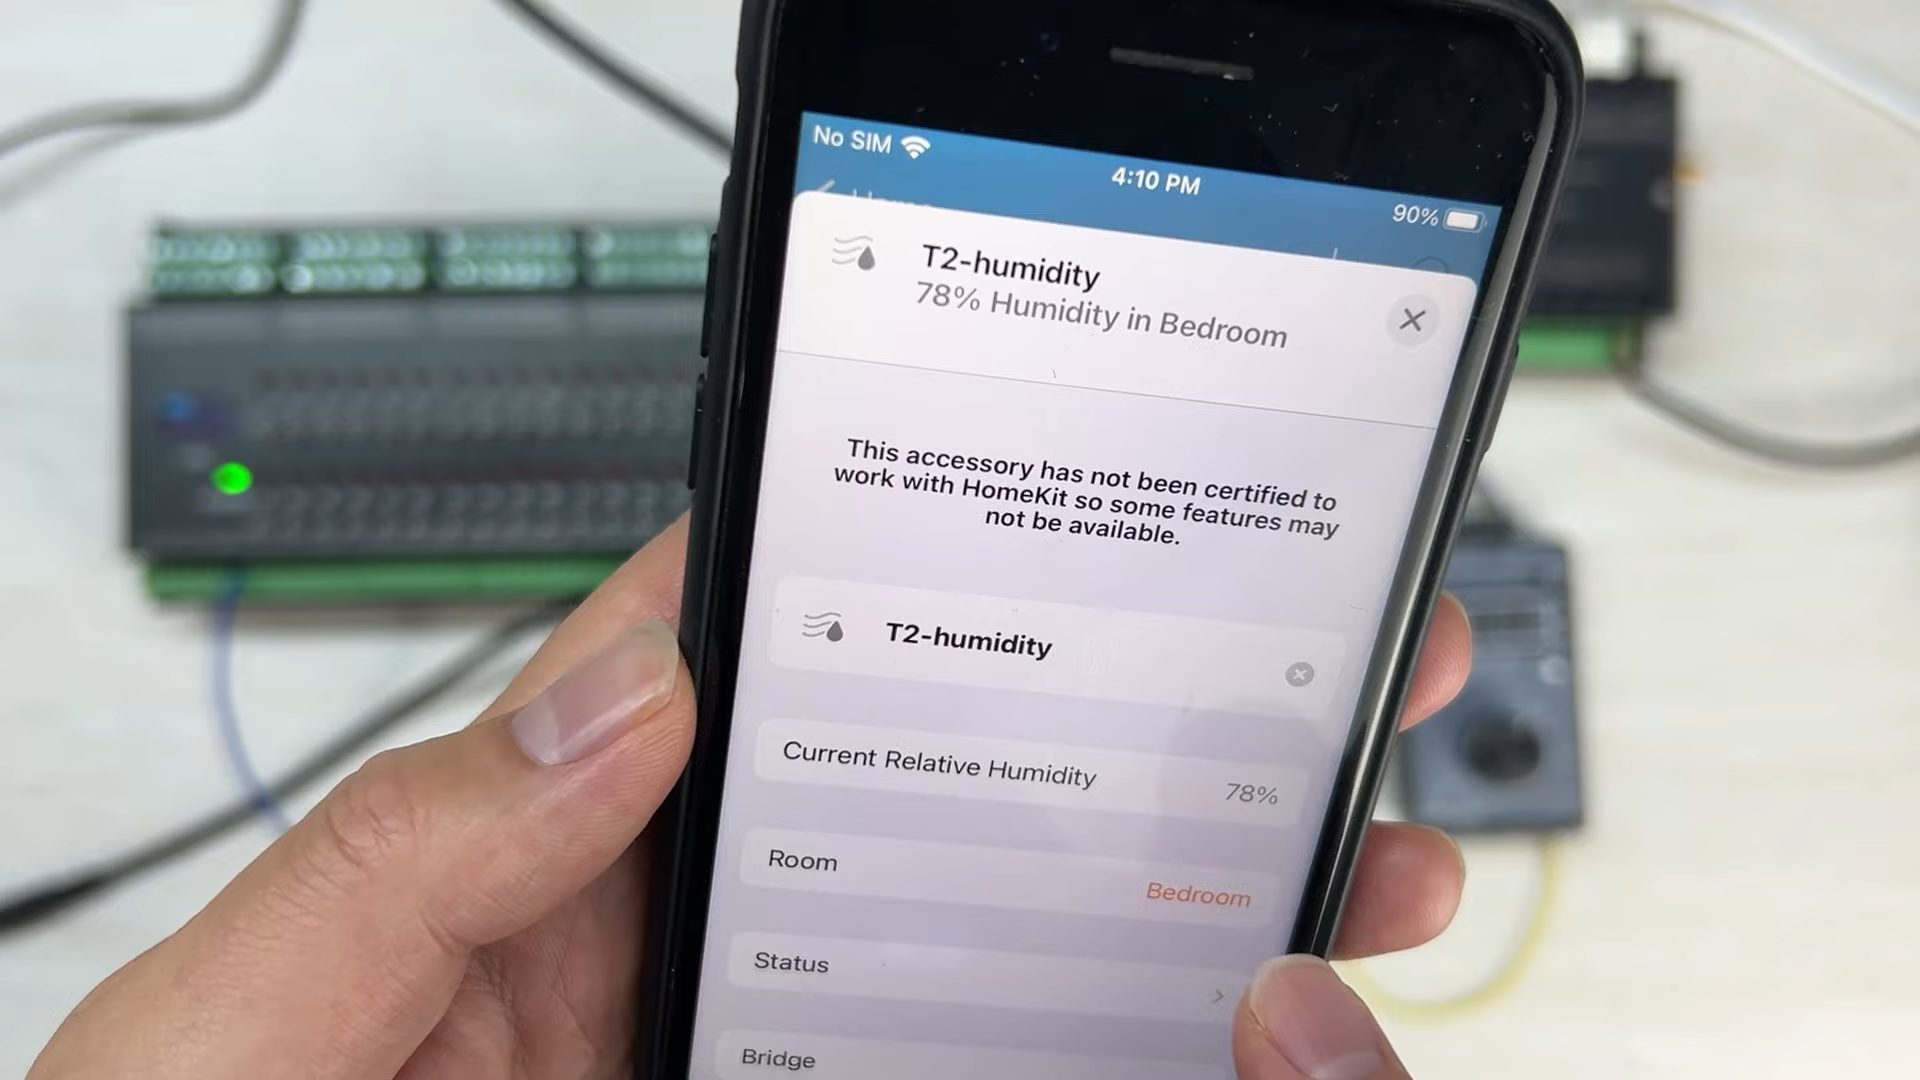 No SIM
4:10 PM
90%
T2-humidity
78% Humidity in Bedroom
This accessory has not been certified to
work with HomeKit so some features may
not be available.
T2-humidity
Current Relative Humidity 78%
Room Bedroom
Status
Bridge